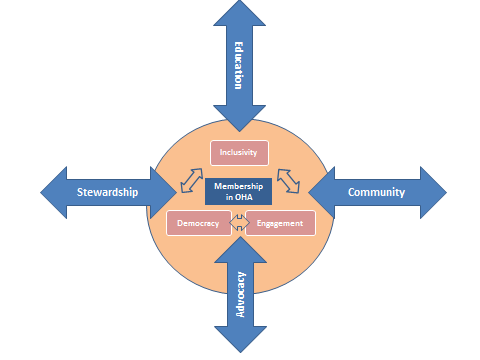 Education
Inclusivity
Stewardship
Membership
in OHA
Community
Democracy
Engagement
Advocacy